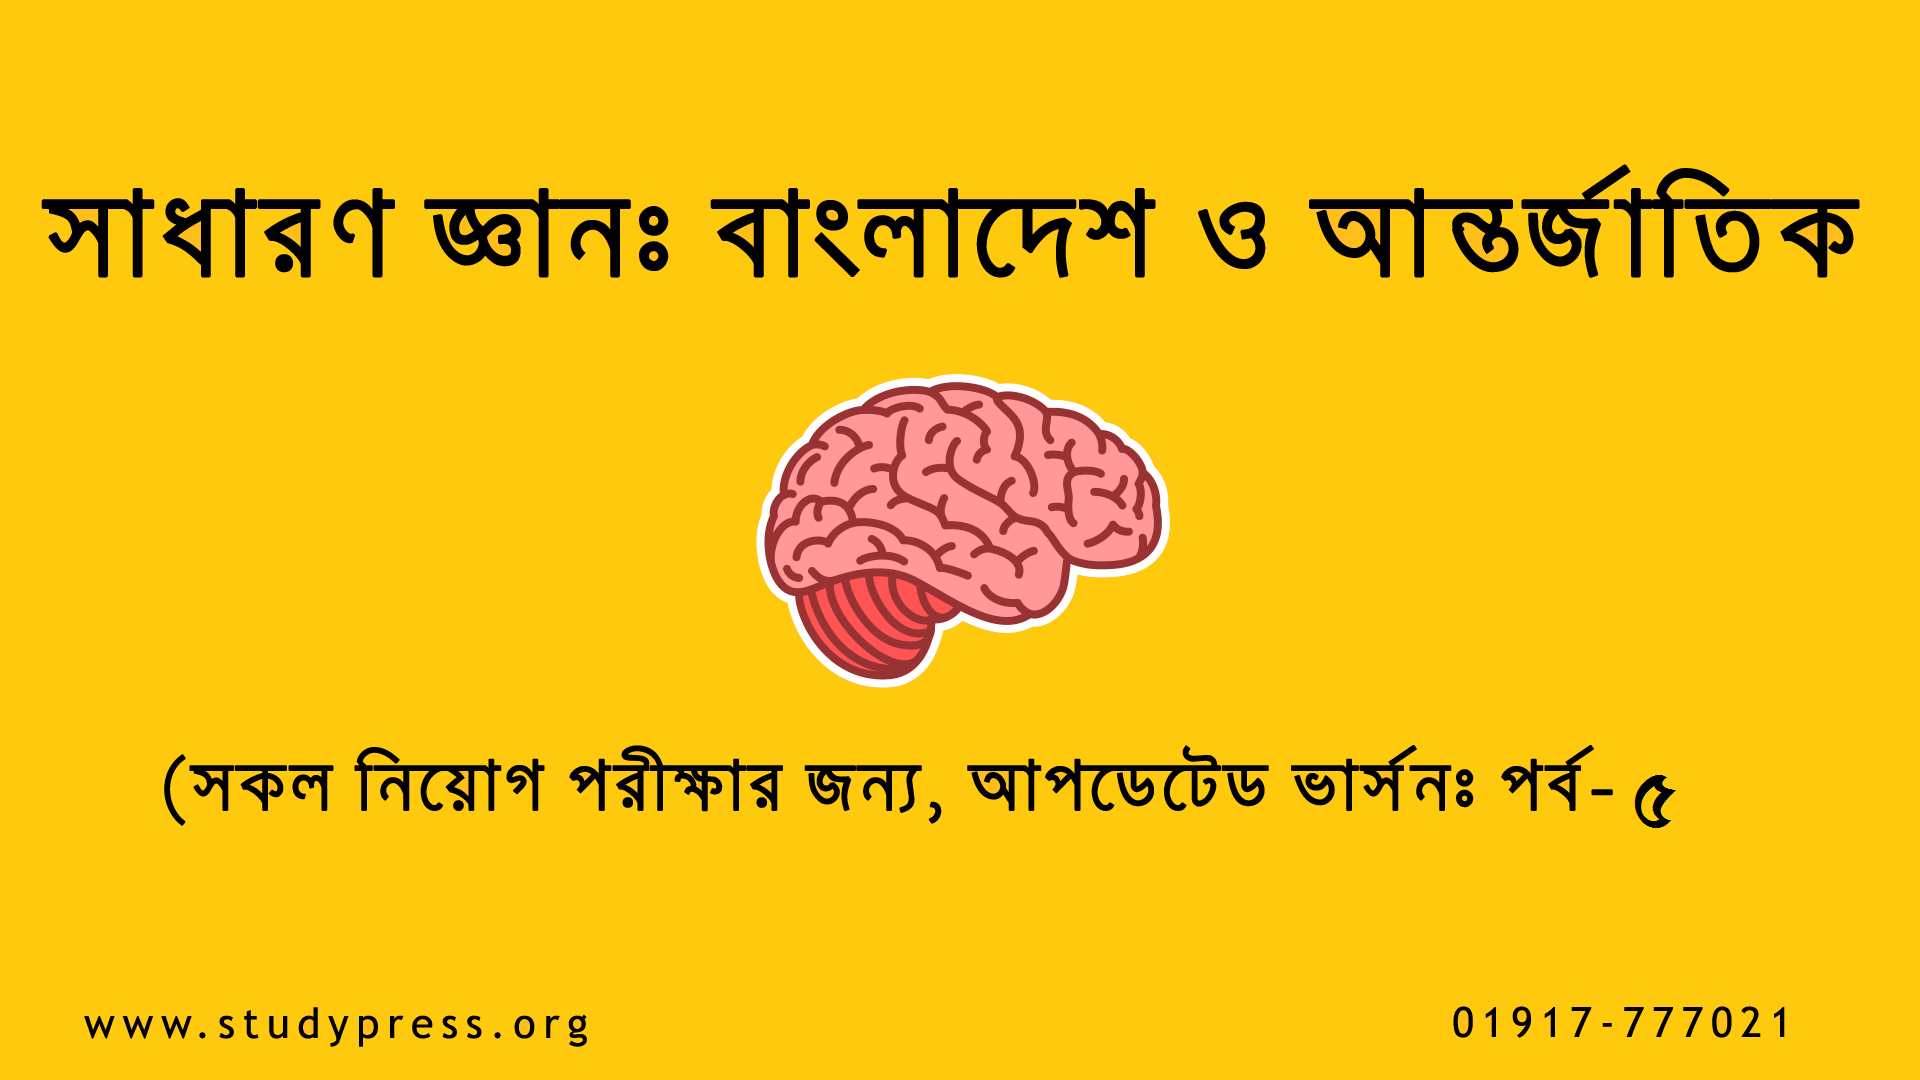 সাধারণ জ্ঞানঃ বাংলাদেশ ও আন্তর্জাতিক
(সকল নিয়োগ পরীক্ষার জন্য, আপডেটেড ভার্সনঃ পর্ব- ৫
www.studypress.org
01917-777021